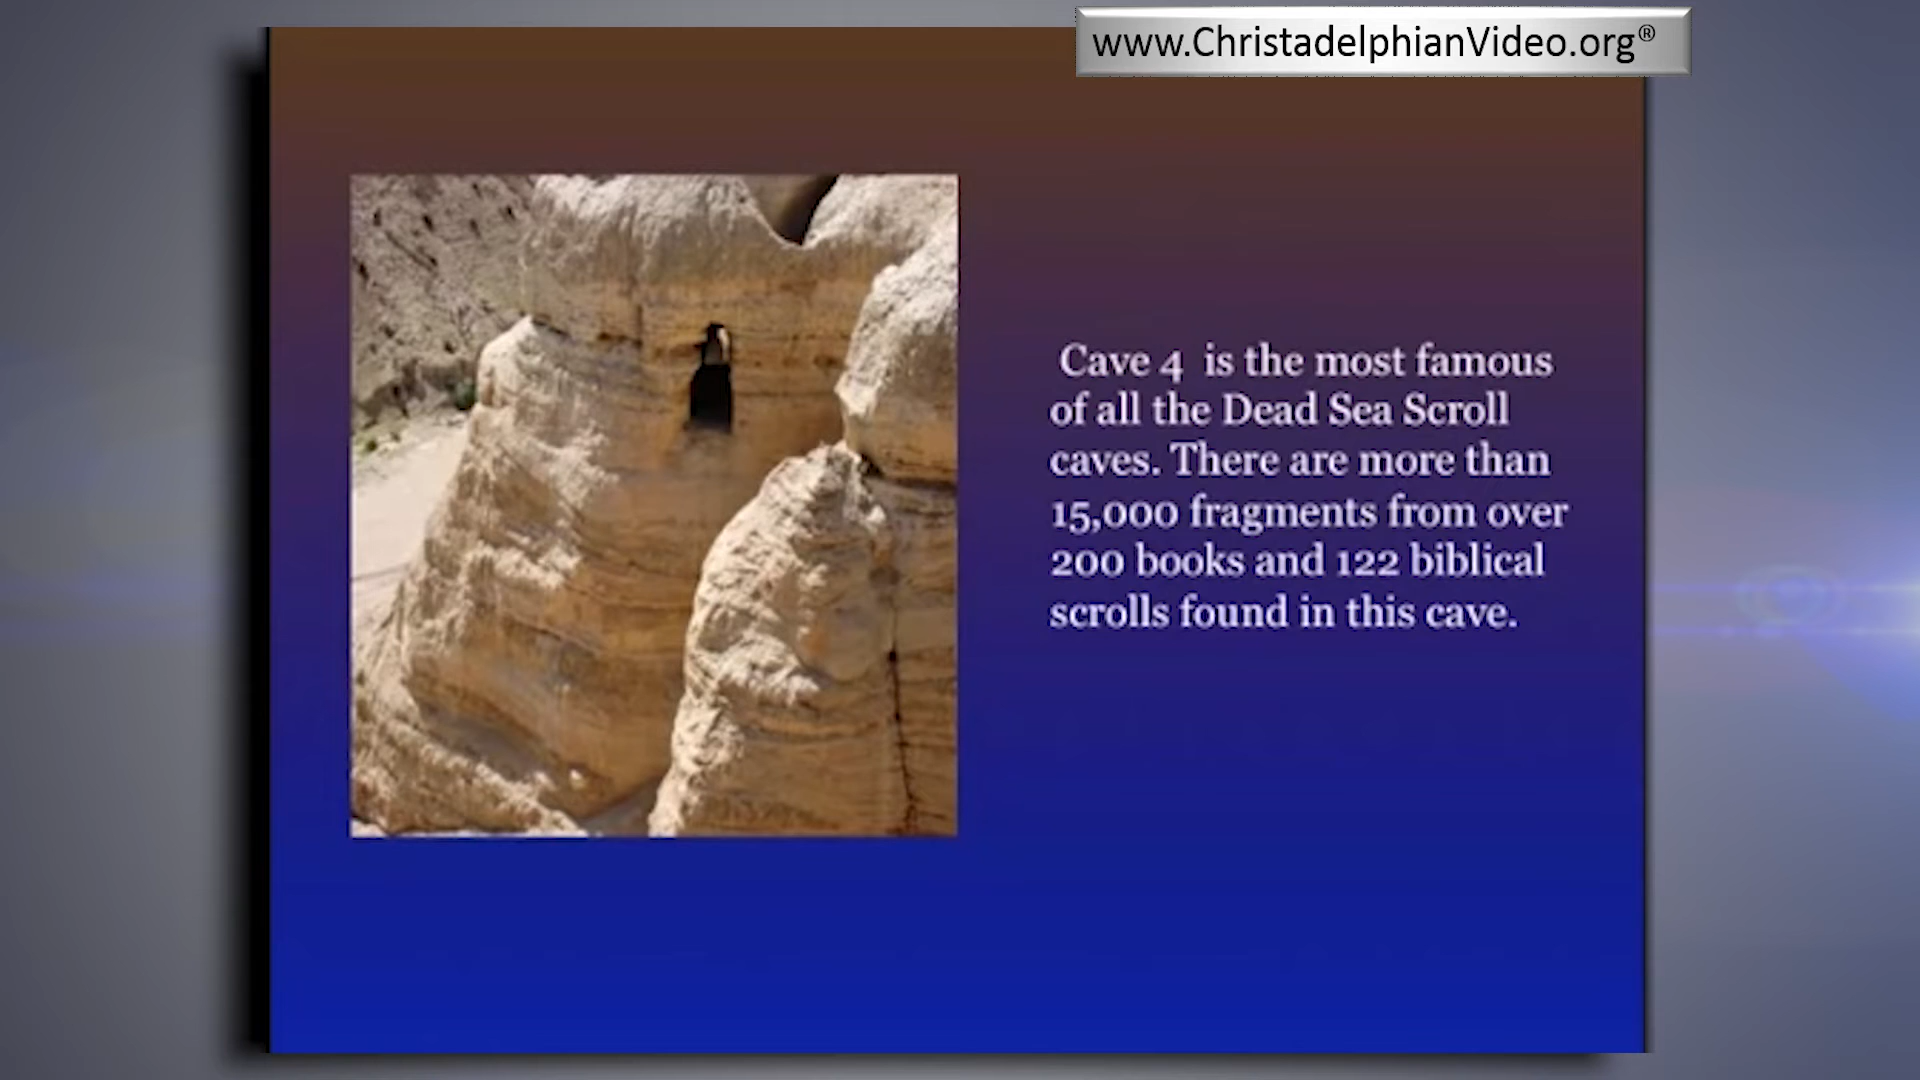 www.ChristadelphianVideo.org®
Cave 4 is the most famous
of all the Dead Sea Scroll
caves. There are more than
15,000 fragments from over
200 books and 122 biblical
scrolls found in this cave.